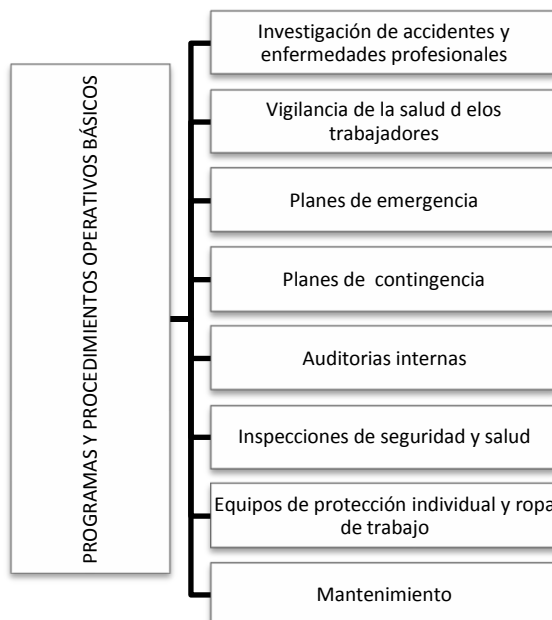 PROGRAMAS Y PROCEDIMIENTOS OPERATIVOS BÁSICOS
Investigación de accidentes y
enfermedades profesionales
Vigilancia de la salud d elos
trabajadores
Planes de emergencia
Planes de  contingencia
Auditorias internas
Inspecciones de seguridad y salud
Equipos de protección individual y ropa
de trabajo
Mantenimiento